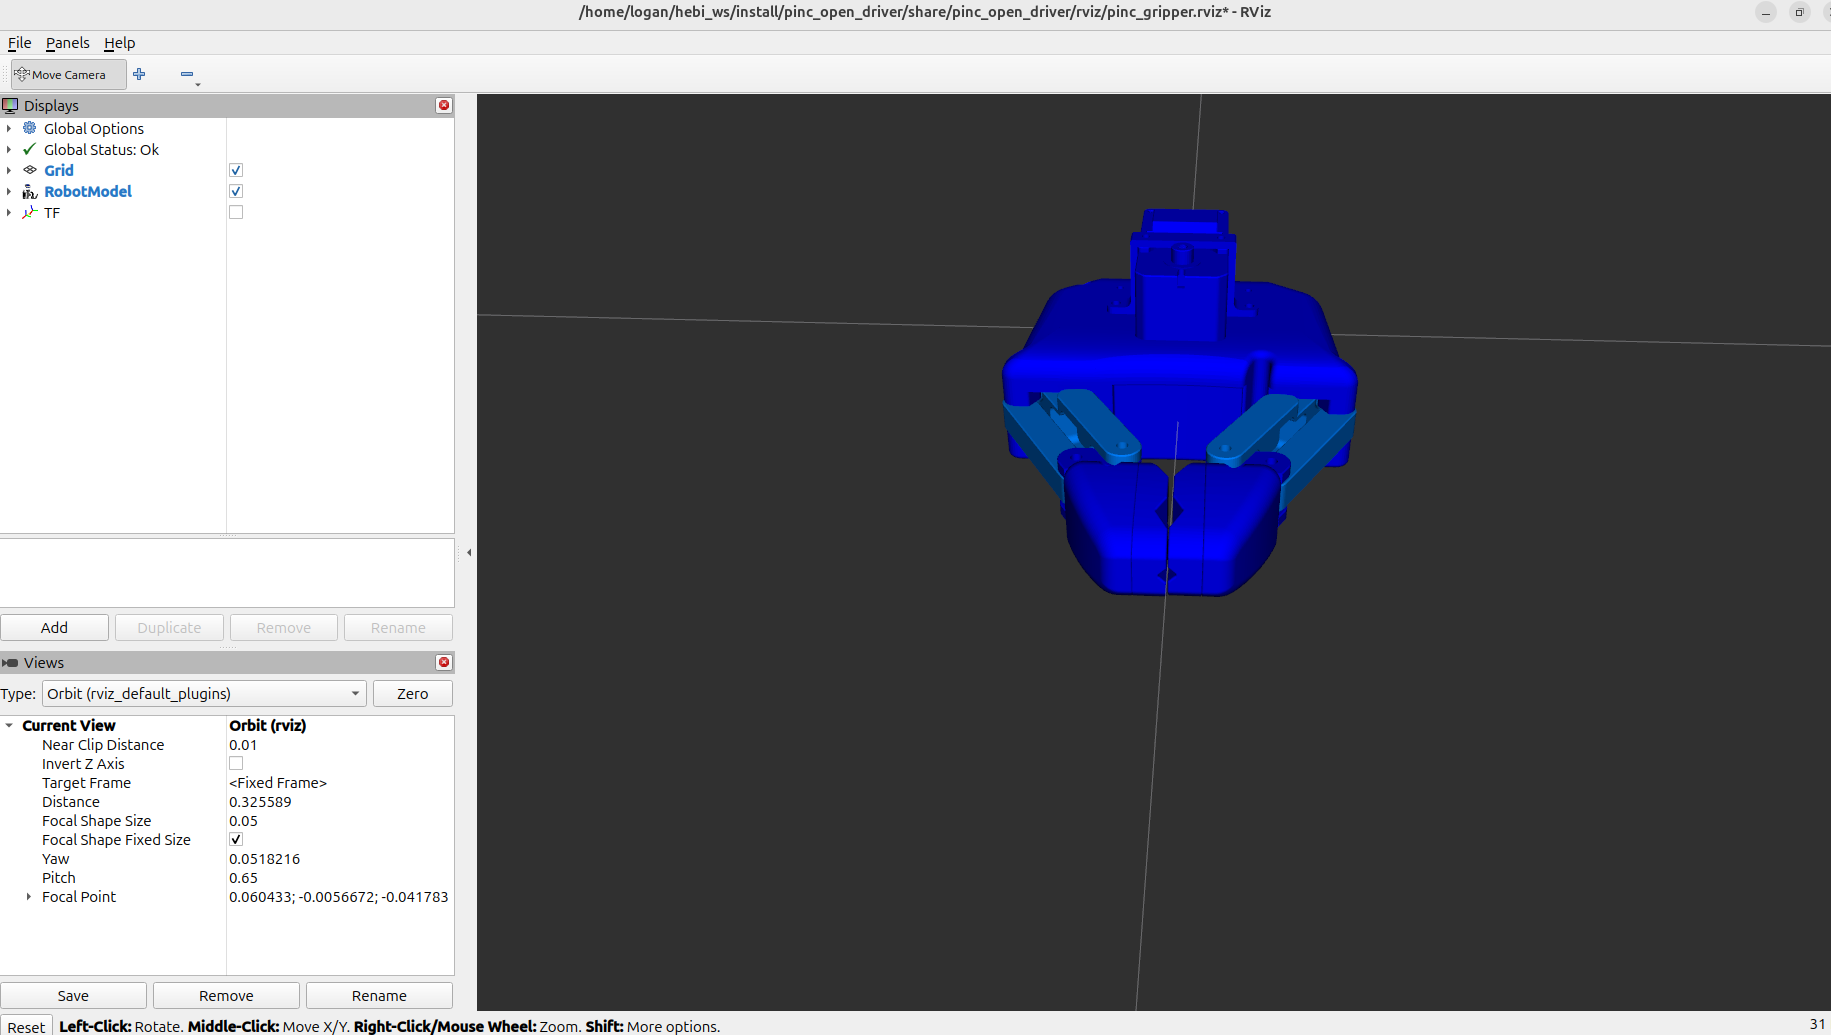 /home/logan/hebi_ws/install/pinc_open_driver/share/pinc_open_driver/rviz/pinc_gripper.rviz* - RViz
File Panels Help
Move Camera
Displays
Global Options
Global Status: Ok
Grid
RobotModel
TF
Add Duplicate Remove Rename
Views
Type: Orbit (rviz_default_plugins) Zero
Current View Orbit (rviz)
Near Clip Distance 0.01
Invert Z Axis
Target Frame <Fixed Frame>
Distance 0.325589
Focal Shape Size 0.05
Focal Shape Fixed Size
Yaw 0.0518216
Pitch 0.65
Focal Point 0.060433; -0.0056672; -0.041783
Save Remove Rename
Reset Left-Click: Rotate. Middle-Click: Move X/Y. Right-Click/Mouse Wheel: Zoom. Shift: More options. 31